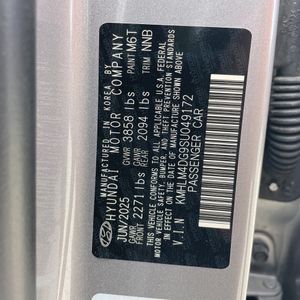 MANUFACTURED IN KOREA BY
HYUNDAI MOTOR COMPANY
JUN/2025 GVWR 3858 lbs PAINT M6T
GAWR FRONT 2271 lbs GAWR REAR 2094 lbs TRIM NNB
THIS VEHICLE CONFORMS TO ALL APPLICABLE U.S.A. FEDERAL
MOTOR VEHICLE SAFETY, BUMPER, AND THEFT PREVENTION STANDARDS
IN EFFECT ON THE DATE OF MANUFACTURE SHOWN ABOVE.
V.I.N: KMHLM4DG9SU049172
PASSENGER CAR